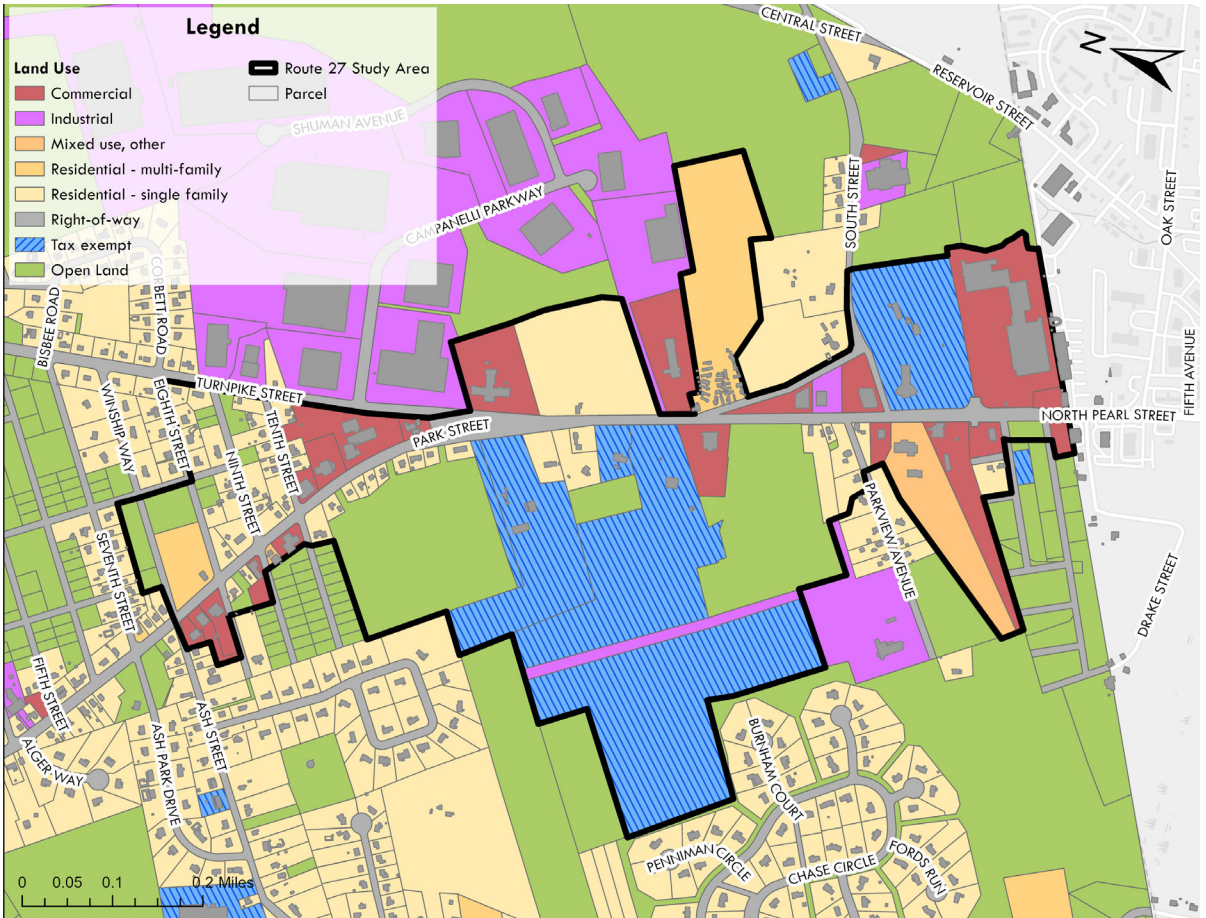 Legend
Land Use
Commercial
Industrial
Mixed use, other
Residential - multi-family
Residential - single family
Right-of-way
Tax exempt
Open Land
Route 27 Study Area
Parcel
N
CENTRAL STREET
RESERVOIR STREET
SHUMAN AVENUE
CAMPANELLI PARKWAY
SOUTH STREET
OAK STREET
FIFTH AVENUE
BISBEE ROAD
CORBETT ROAD
TURNPIKE STREET
WINSHIP WAY
EIGHTH STREET
NINTH STREET
TENTH STREET
PARK STREET
NORTH PEARL STREET
PARKVIEW AVENUE
SEVENTH STREET
DRAKE STREET
FIFTH STREET
ALGER WAY
ASH PARK DRIVE
ASH STREET
BURNHAM COURT
PENNIMAN CIRCLE
CHASE CIRCLE
FORDS RUN
0 0.05 0.1 0.2 Miles